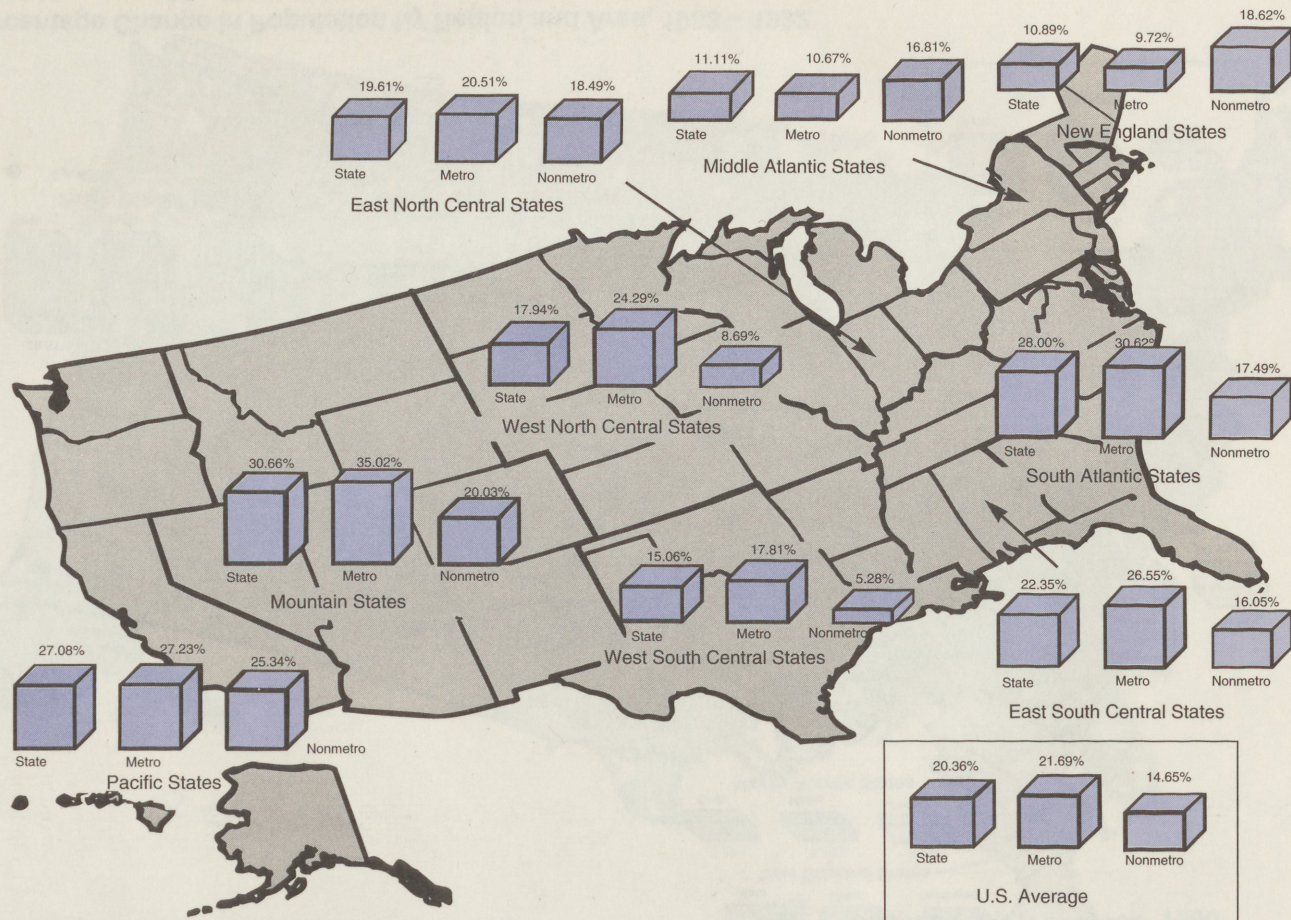 10.89%
9.72%
18.62%
State
Metro
Nonmetro
New England States
11.11%
10.67%
16.81%
State
Metro
Nonmetro
Middle Atlantic States
19.61%
20.51%
18.49%
State
Metro
Nonmetro
East North Central States
17.94%
24.29%
8.69%
State
Metro
Nonmetro
West North Central States
28.00%
30.62%
17.49%
State
Metro
Nonmetro
South Atlantic States
30.66%
35.02%
20.03%
State
Metro
Nonmetro
Mountain States
15.06%
17.81%
5.28%
State
Metro
Nonmetro
West South Central States
22.35%
26.55%
16.05%
State
Metro
Nonmetro
East South Central States
27.08%
27.23%
25.34%
State
Metro
Nonmetro
Pacific States
20.36%
21.69%
14.65%
State
Metro
Nonmetro
U.S. Average